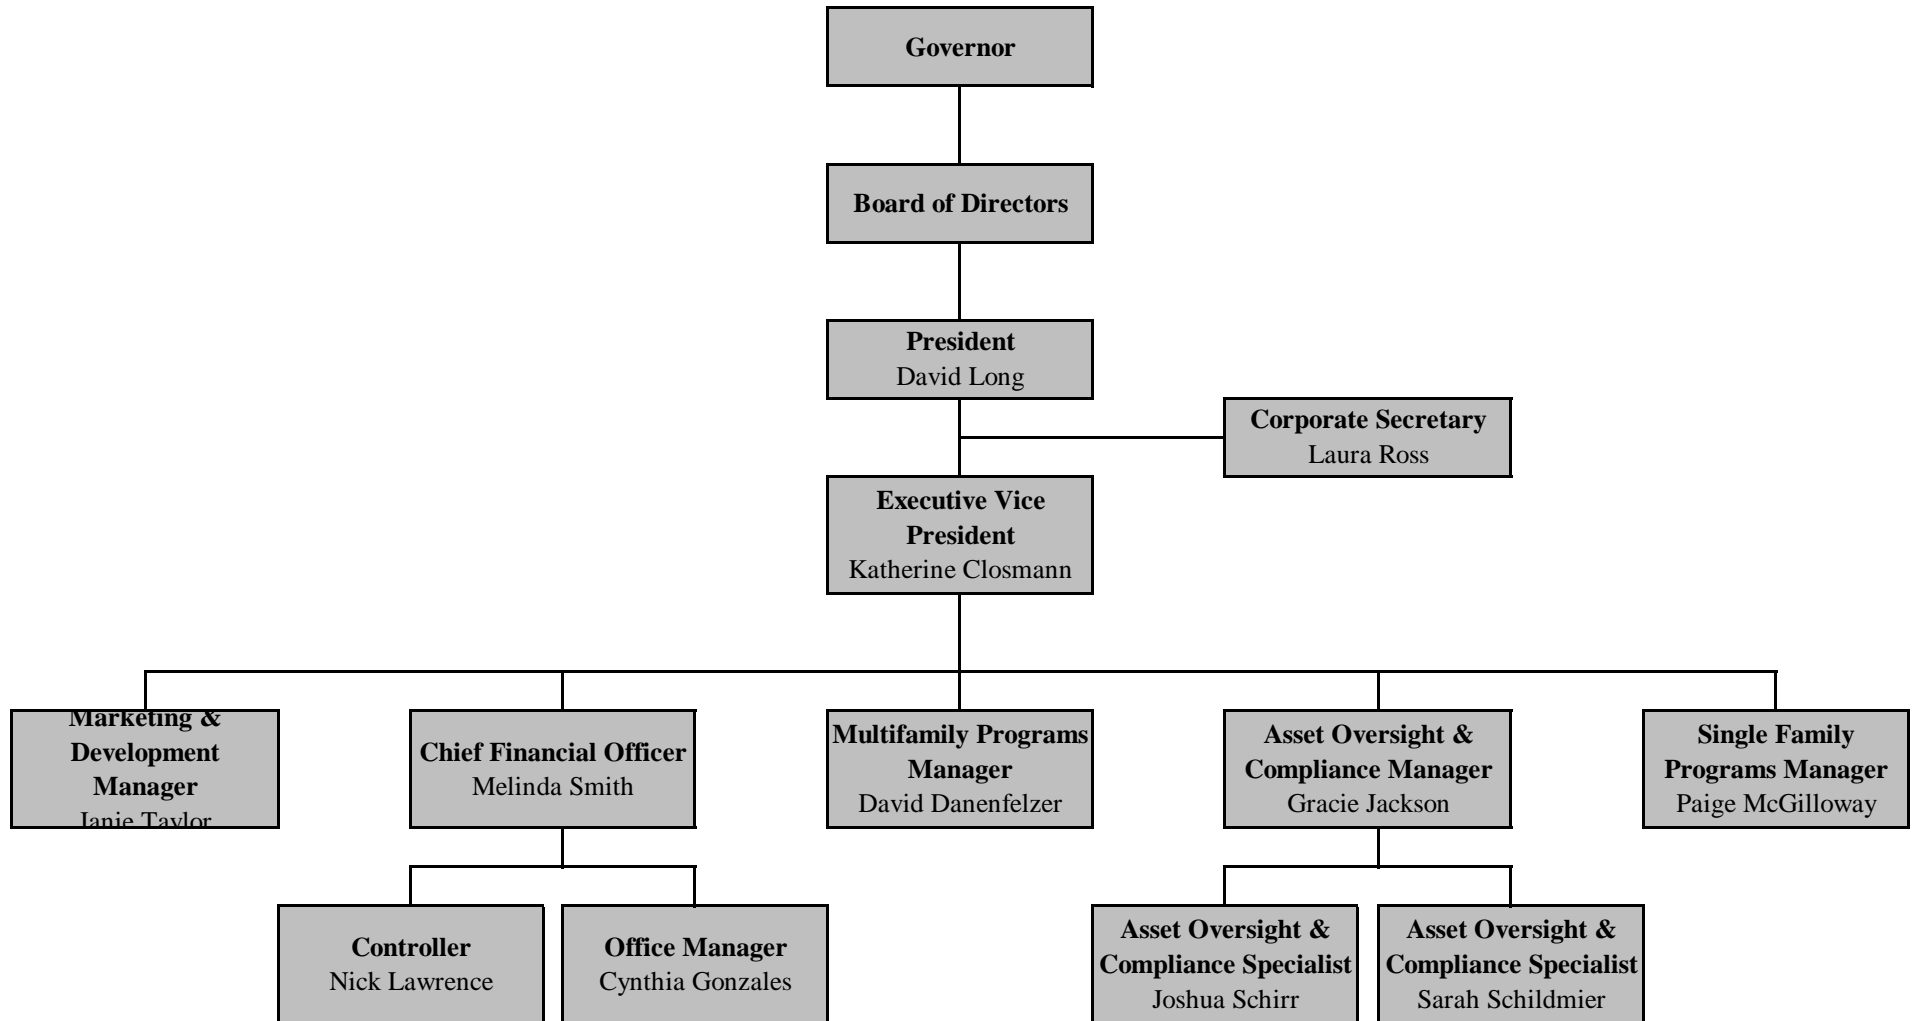 Governor
Board of Directors
President
David Long
Corporate Secretary
Laura Ross
Executive Vice
President
Katherine Closmann
Marketing &
Development
Manager
Janie Taylor
Chief Financial Officer
Melinda Smith
Multifamily Programs
Manager
David Danenfelzer
Asset Oversight &
Compliance Manager
Gracie Jackson
Single Family
Programs Manager
Paige McGilloway
Controller
Nick Lawrence
Office Manager
Cynthia Gonzales
Asset Oversight &
Compliance Specialist
Joshua Schirr
Asset Oversight &
Compliance Specialist
Sarah Schildmier